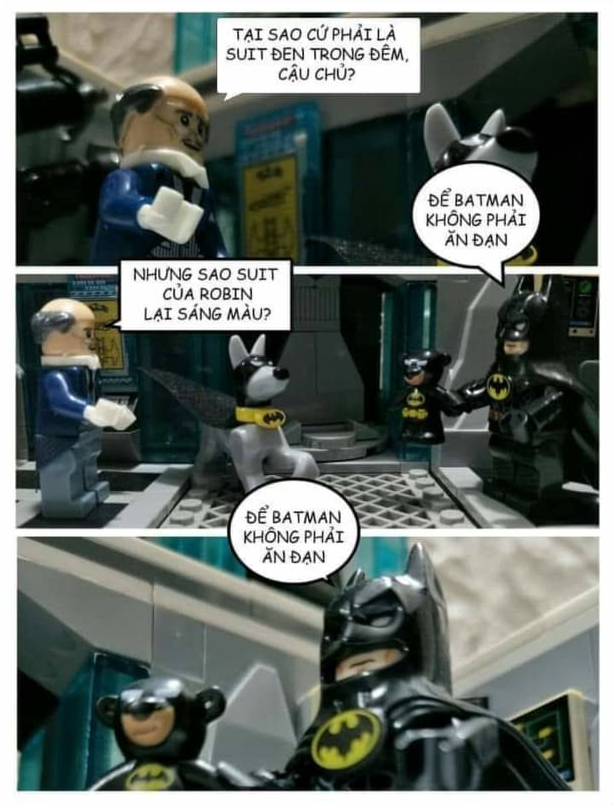 TẠI SAO CỨ PHẢI LÀ
SUIT ĐEN TRONG ĐÊM,
CẬU CHỦ?
ĐỂ BATMAN
KHÔNG PHẢI
ĂN ĐẠN
NHƯNG SAO SUIT
CỦA ROBIN
LẠI SÁNG MÀU?
ĐỂ BATMAN
KHÔNG PHẢI
ĂN ĐẠN